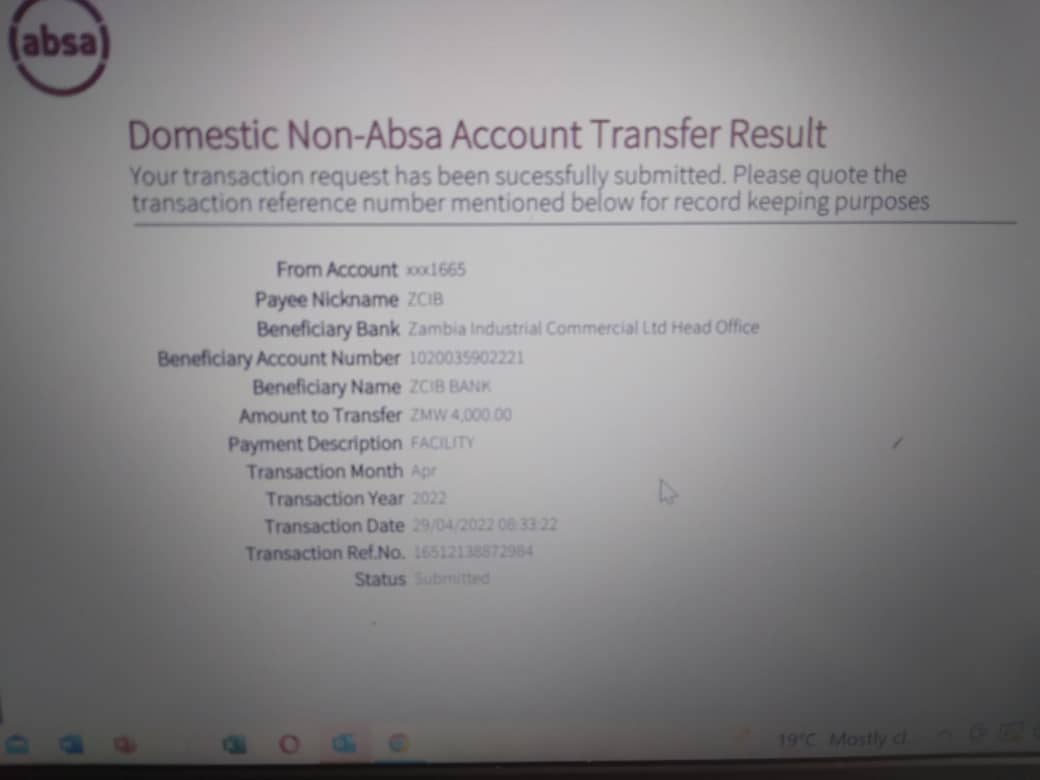 absa
Domestic Non-Absa Account Transfer Result
Your transaction request has been sucessfully submitted. Please quote the
transaction reference number mentioned below for record keeping purposes
From Account xxx1665
Payee Nickname ZCIB
Beneficiary Bank Zambia Industrial Commercial Ltd Head Office
Beneficiary Account Number 1020035902221
Beneficiary Name ZCIB BANK
Amount to Transfer ZMW 4,000.00
Payment Description FACILITY
Transaction Month Apr
Transaction Year 2022
Transaction Date 29/04/2022 08:33:22
Transaction Ref.No. 16512138872984
Status Submitted
19°C Mostly cl...